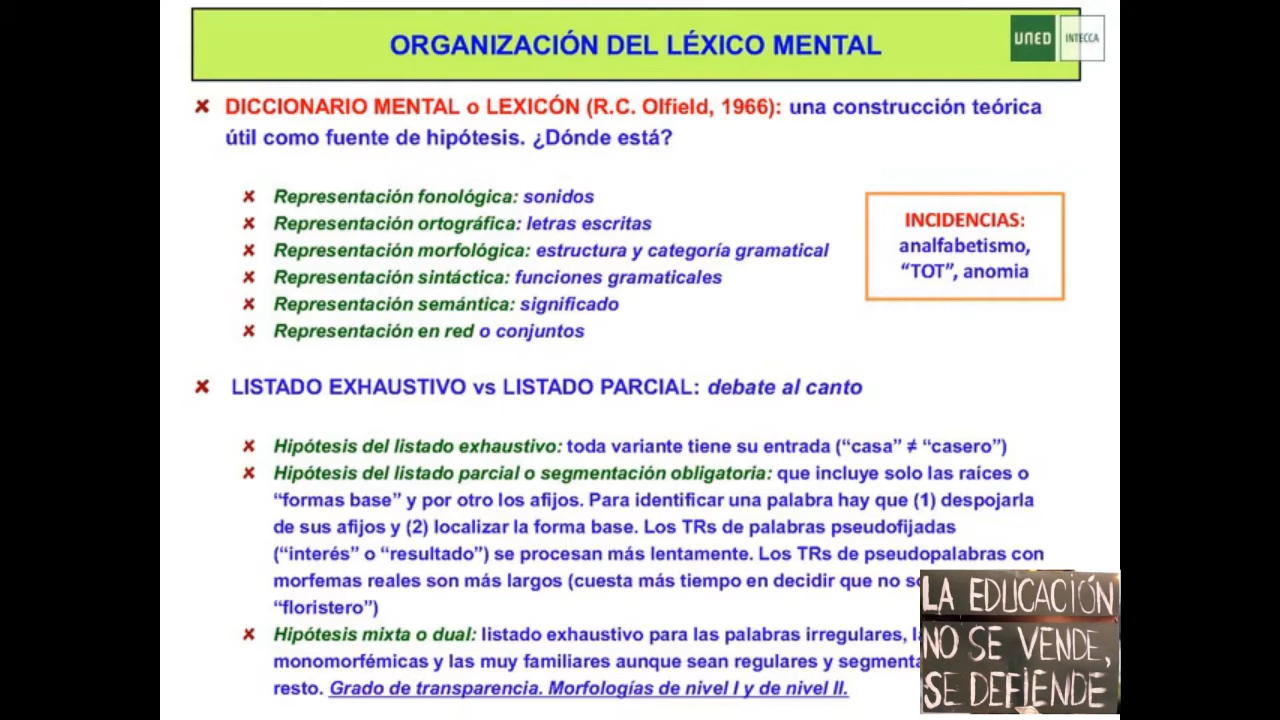 ORGANIZACIÓN DEL LÉXICO MENTAL
UNED
INTECCA
DICCIONARIO MENTAL o LEXICÓN (R.C. Olfield, 1966): una construcción teórica
útil como fuente de hipótesis. ¿Dónde está?
Representación fonológica: sonidos
Representación ortográfica: letras escritas
Representación morfológica: estructura y categoría gramatical
Representación sintáctica: funciones gramaticales
Representación semántica: significado
Representación en red o conjuntos
INCIDENCIAS:
analfabetismo,
“TOT”, anomia
LISTADO EXHAUSTIVO vs LISTADO PARCIAL: debate al canto
Hipótesis del listado exhaustivo: toda variante tiene su entrada (“casa” ≠ “casero”)
Hipótesis del listado parcial o segmentación obligatoria: que incluye solo las raíces o
“formas base” y por otro los afijos. Para identificar una palabra hay que (1) despojarla
de sus afijos y (2) localizar la forma base. Los TRs de palabras pseudofijadas
(“interés” o “resultado”) se procesan más lentamente. Los TRs de pseudopalabras con
morfemas reales son más largos (cuesta más tiempo en decidir que no
“floristero”)
Hipótesis mixta o dual: listado exhaustivo para las palabras irregulares,
monomorfémicas y las muy familiares aunque sean regulares y
resto. Grado de transparencia. Morfologías de nivel I y de nivel II.
LA EDUCACIÓN
NO SE VENDE,
SE DEFIENDE